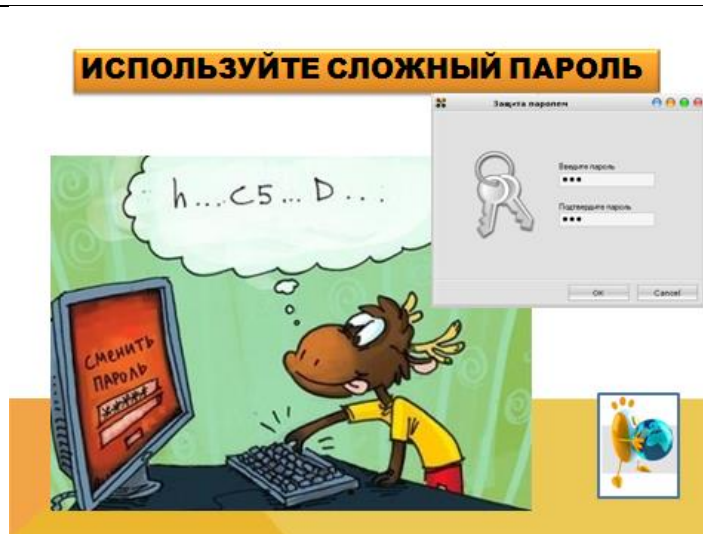 ИСПОЛЬЗУЙТЕ СЛОЖНЫЙ ПАРОЛЬ
Защита паролем
Введите пароль
•••
Подтвердите пароль
•••
OK
Cancel
h...C5...D...
СМЕНИТЬ
ПАРОЛЬ
*****